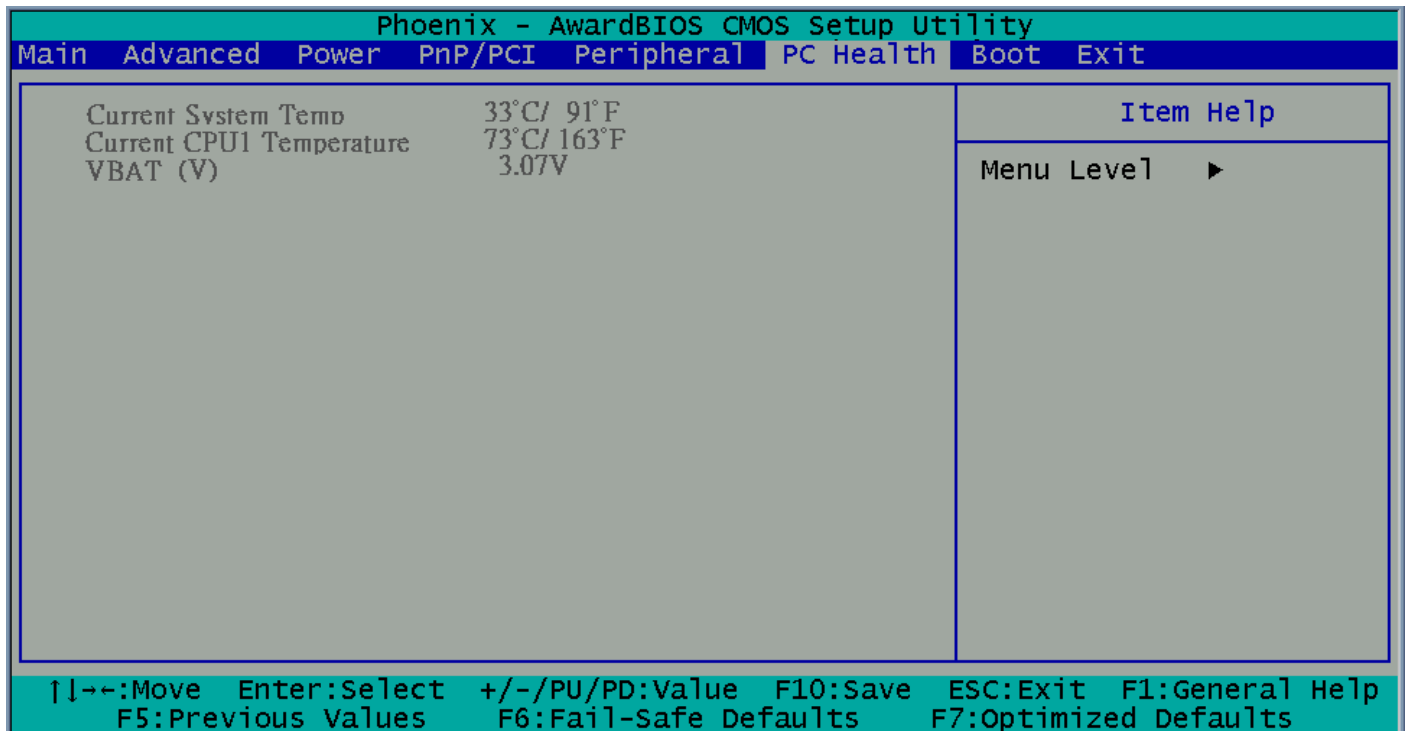 Phoenix - AwardBIOS CMOS Setup Utility
Main Advanced Power PnP/PCI Peripheral PC Health Boot Exit
Current System Temp 33°C/ 91°F
Current CPU1 Temperature 73°C/ 163°F
VBAT (V) 3.07V
Item Help
Menu Level ►
↑↓→←:Move Enter:Select +/-/PU/PD:Value F10:Save ESC:Exit F1:General Help
F5:Previous Values F6:Fail-Safe Defaults F7:Optimized Defaults